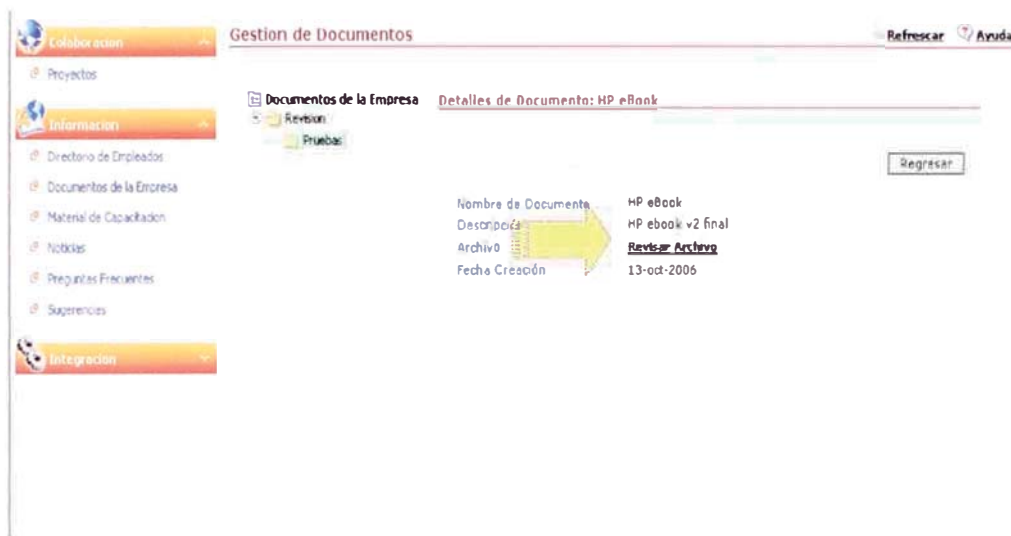 Colaboracion
Proyectos
Informacion
Directorio de Empleados
Documentos de la Empresa
Material de Capacitacion
Noticias
Preguntas Frecuentes
Sugerencias
Integracion
Gestion de Documentos
Refrescar
Ayuda
Documentos de la Empresa
Revision
Pruebas
Detalles de Documento: HP eBook
Regresar
Nombre de Documento HP eBook
Descripción HP ebook v2 final
Archivo Revisar Archivo
Fecha Creación 13-oct-2006